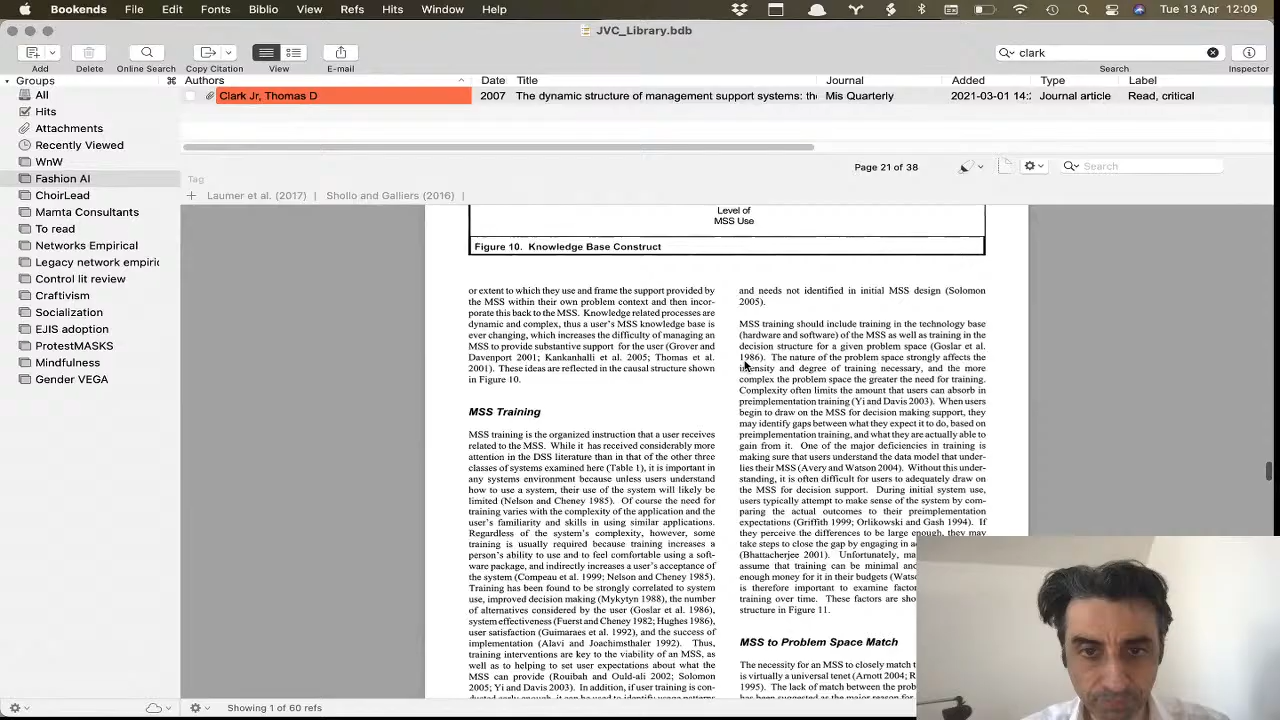 Bookends File Edit Fonts Biblio View Refs Hits Window Help Tue 13 Apr 12:09
JVC_Library.bdb
clark
Add Delete Online Search Copy Citation View E-mail Search Inspector
Groups ⌘ Authors Date Title Journal Added Type Label
All
Clark Jr, Thomas D 2007 The dynamic structure of management support systems: the Mis Quarterly 2021-03-01 14:2 Journal article Read, critical
Hits
Attachments
Recently Viewed
WnW
Fashion AI
ChoirLead
Mamta Consultants
To read
Networks Empirical
Legacy network empiric
Control lit review
Craftivism
Socialization
EJIS adoption
ProtestMASKS
Mindfulness
Gender VEGA
Page 21 of 38 Search
Tag
+ Laumer et al. (2017) | Shollo and Galliers (2016) |
Level of
MSS Use
Figure 10. Knowledge Base Construct
or extent to which they use and frame the support provided by
the MSS within their own problem context and then incor-
porate this back to the MSS. Knowledge related processes are
dynamic and complex, thus a user's MSS knowledge base is
ever changing, which increases the difficulty of managing an
MSS to provide substantive support for the user (Grover and
Davenport 2001; Kankanhalli et al. 2005; Thomas et al.
2001). These ideas are reflected in the causal structure shown
in Figure 10.
MSS Training
MSS training is the organized instruction that a user receives
related to the MSS. While it has received considerably more
attention in the DSS literature than in that of the other three
classes of systems examined here (Table 1), it is important in
any systems environment because unless users understand
how to use a system, their use of the system will likely be
limited (Nelson and Cheney 1985). Of course the need for
training varies with the complexity of the application and the
user's familiarity and skills in using similar applications.
Regardless of the system's complexity, however, some
training is usually required because training increases a
person's ability to use and to feel comfortable using a soft-
ware package, and indirectly increases a user's acceptance of
the system (Compeau et al. 1999; Nelson and Cheney 1985).
Training has been found to be strongly correlated to system
use, improved decision making (Mykytyn 1988), the number
of alternatives considered by the user (Goslar et al. 1986),
system effectiveness (Fuerst and Cheney 1982; Hughes 1986),
user satisfaction (Guimaraes et al. 1992), and the success of
implementation (Alavi and Joachimsthaler 1992). Thus,
training interventions are key to the viability of an MSS, as
well as to helping to set user expectations about what the
MSS can provide (Rouibah and Ould-ali 2002; Solomon
2005; Yi and Davis 2003). In addition, if user training is con-
and needs not identified in initial MSS design (Solomon
2005).
MSS training should include training in the technology base
(hardware and software) of the MSS as well as training in the
decision structure for a given problem space (Goslar et al.
1986). The nature of the problem space strongly affects the
intensity and degree of training necessary, and the more
complex the problem space the greater the need for training.
Complexity often limits the amount that users can absorb in
preimplementation training (Yi and Davis 2003). When users
begin to draw on the MSS for decision making support, they
may identify gaps between what they expect it to do, based on
preimplementation training, and what they are actually able to
gain from it. One of the major deficiencies in training is
making sure that users understand the data model that under-
lies their MSS (Avery and Watson 2004). Without this under-
standing, it is often difficult for users to adequately draw on
the MSS for decision support. During initial system use,
users typically attempt to make sense of the system by com-
paring the actual outcomes to their preimplementation
expectations (Griffith 1999; Orlikowski and Gash 1994). If
they perceive the differences to be large enough, they may
take steps to close the gap by engaging in
(Bhattacherjee 2001). Unfortunately,
assume that training can be minimal and
enough money for it in their budgets
is therefore important to examine
training over time. These factors are
structure in Figure 11.
MSS to Problem Space Match
The necessity for an MSS to closely match
is virtually a universal tenet (Arnott 2004;
1995). The lack of match between the
Showing 1 of 60 refs